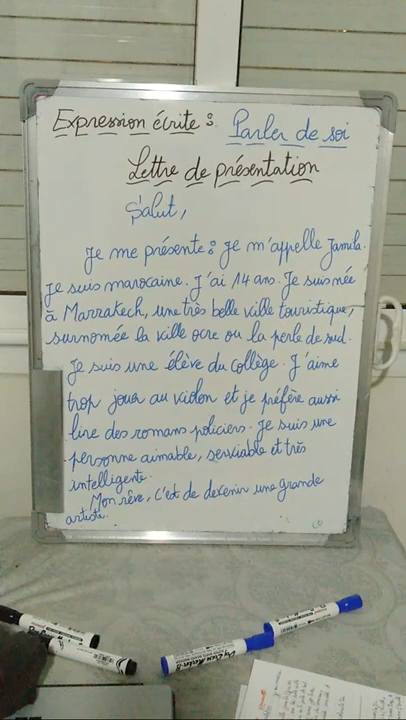 Expression écrite : Parler de soi
Lettre de présentation
Salut,
Je me présente : Je m'appelle Jamila.
Je suis marocaine. J'ai 14 ans. Je suis née
à Marrakech, une très belle ville touristique,
surnomée la ville ocre ou la perle de sud.
Je suis une élève du collège. J'aime
trop jouer au violon et je préfère aussi
lire des romans policiers. Je suis une
personne aimable, serviable et très
intelligente.
Mon rêve, c'est de devenir une grande
artiste.